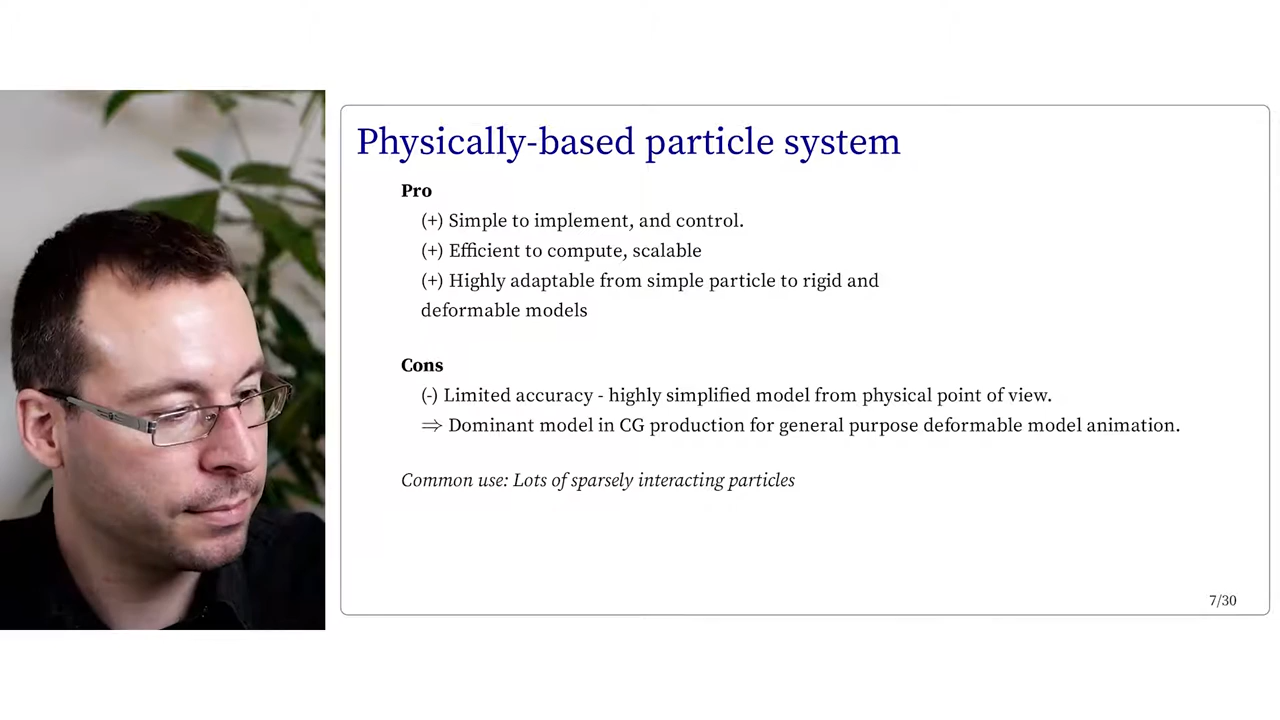 Physically-based particle system
Pro
(+) Simple to implement, and control.
(+) Efficient to compute, scalable
(+) Highly adaptable from simple particle to rigid and
deformable models
Cons
(-) Limited accuracy - highly simplified model from physical point of view.
⇒ Dominant model in CG production for general purpose deformable model animation.
Common use: Lots of sparsely interacting particles
7/30